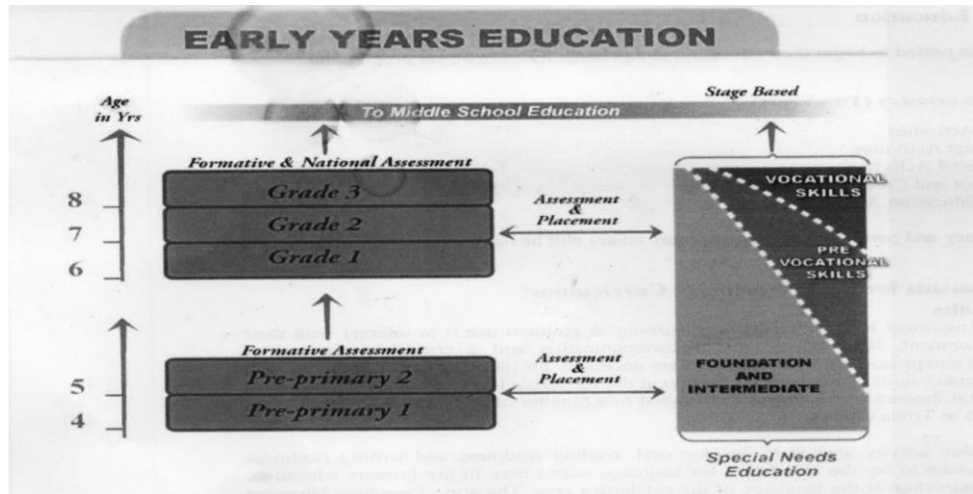 EARLY YEARS EDUCATION
Age
in Yrs
Stage Based
To Middle School Education
Formative & National Assessment
8
Grade 3
7
Grade 2
6
Grade 1
Assessment
&
Placement
VOCATIONAL
SKILLS
PRE
VOCATIONAL
SKILLS
Formative Assessment
5
Pre-primary 2
4
Pre-primary 1
Assessment
&
Placement
FOUNDATION
AND
INTERMEDIATE
Special Needs
Education